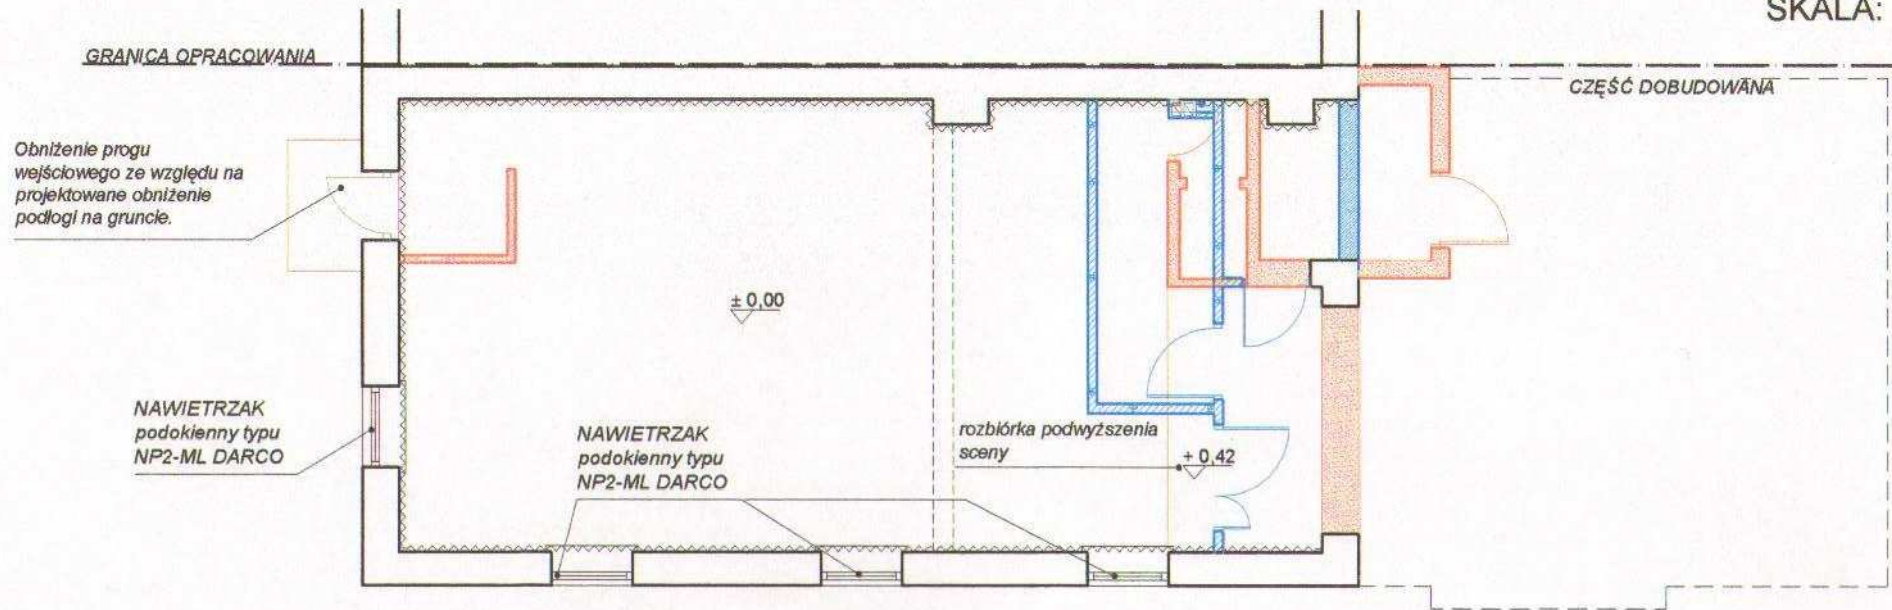 SKALA:
GRANICA OPRACOWANIA
CZĘŚĆ DOBUDOWANA
Obniżenie progu
wejściowego ze względu na
projektowane obniżenie
podłogi na gruncie.
± 0,00
NAWIETRZAK
podokienny typu
NP2-ML DARCO
NAWIETRZAK
podokienny typu
NP2-ML DARCO
rozbiórka podwyższenia
sceny
+ 0,42